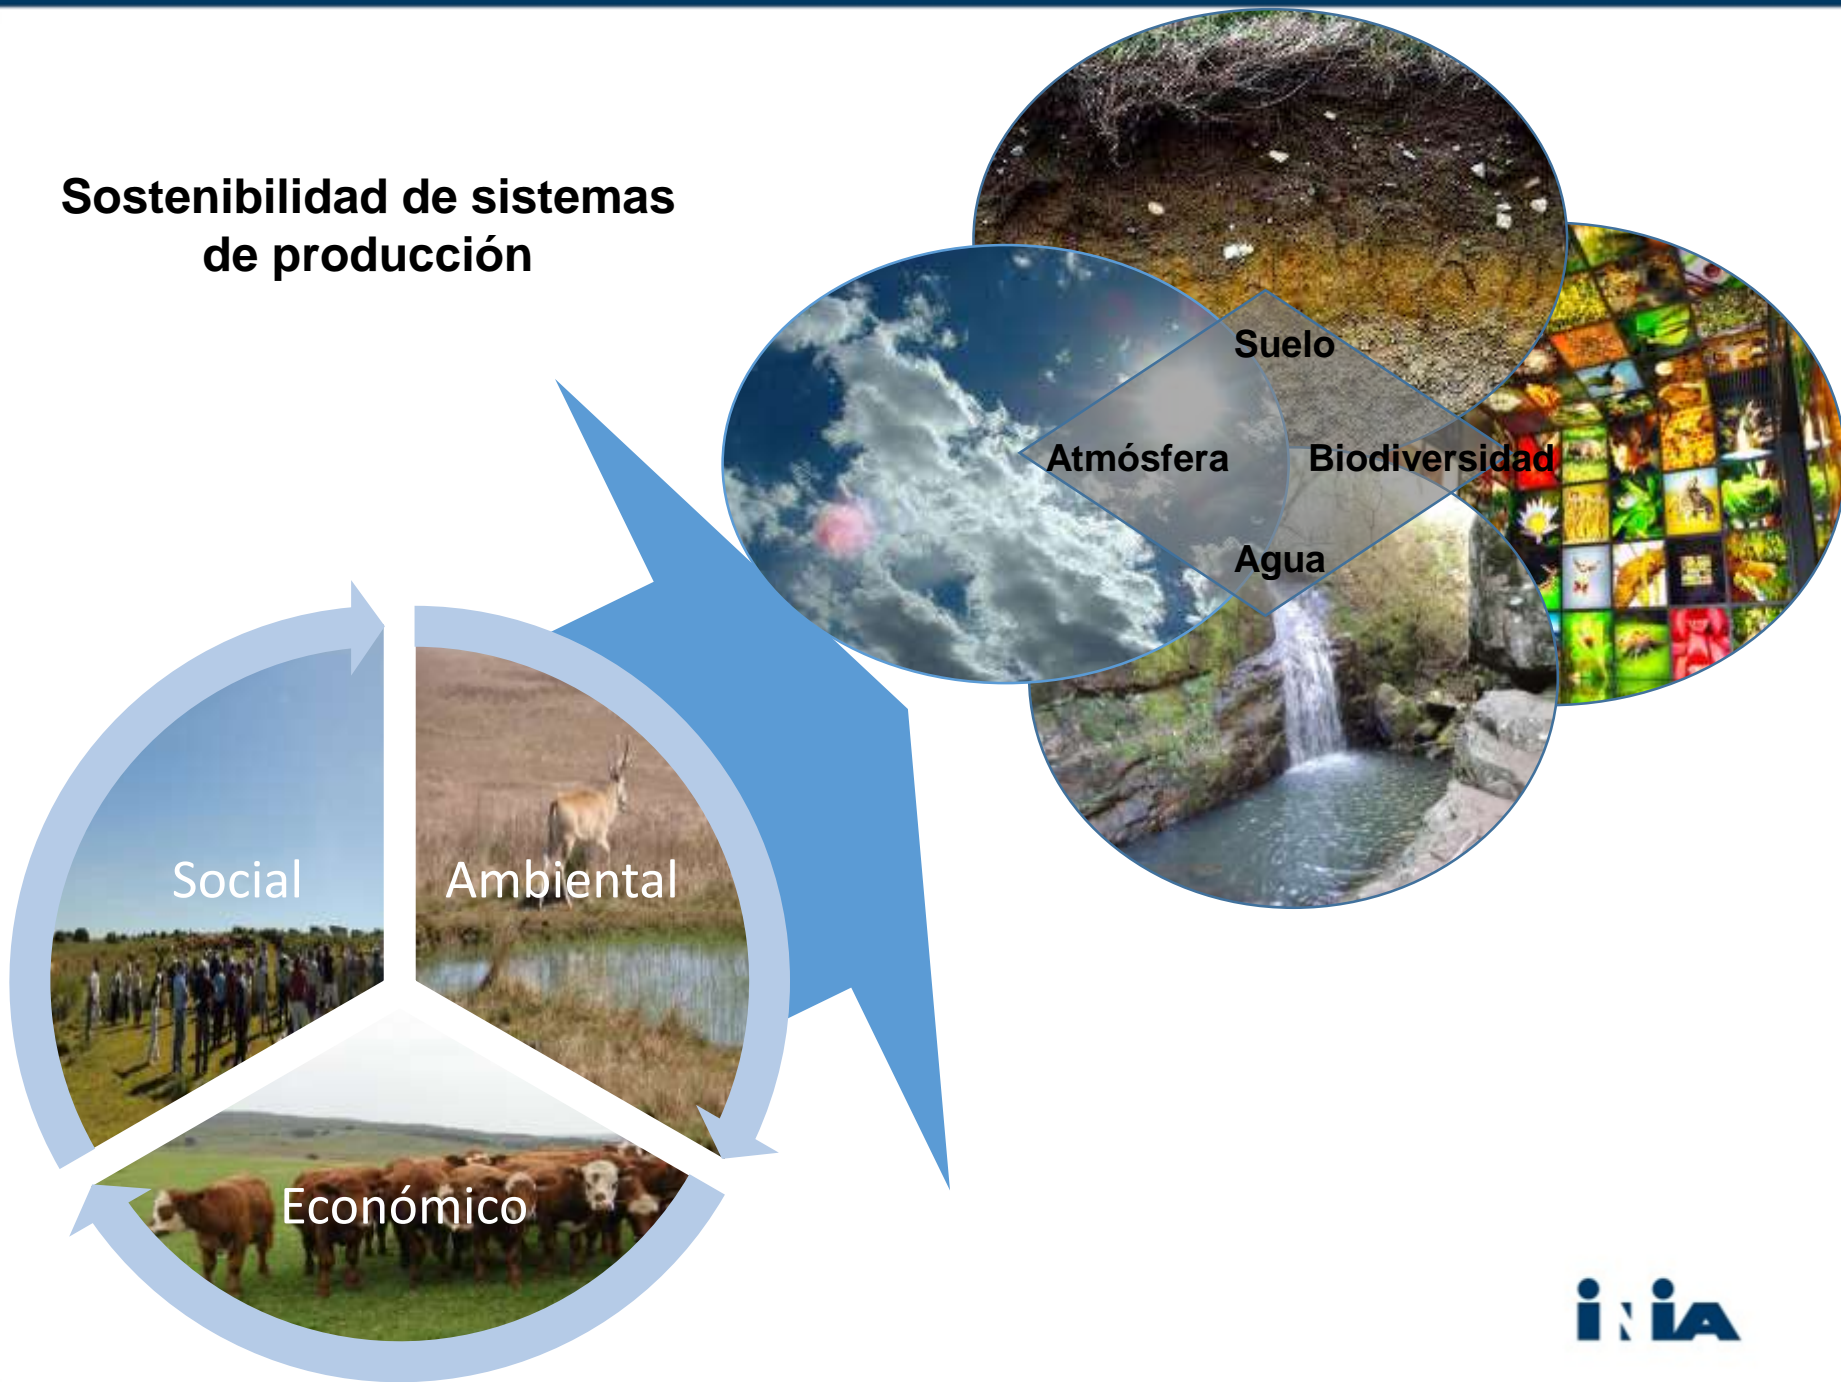 Sostenibilidad de sistemas
de producción
Suelo
Atmósfera
Biodiversidad
Agua
Social
Ambiental
Económico
inia